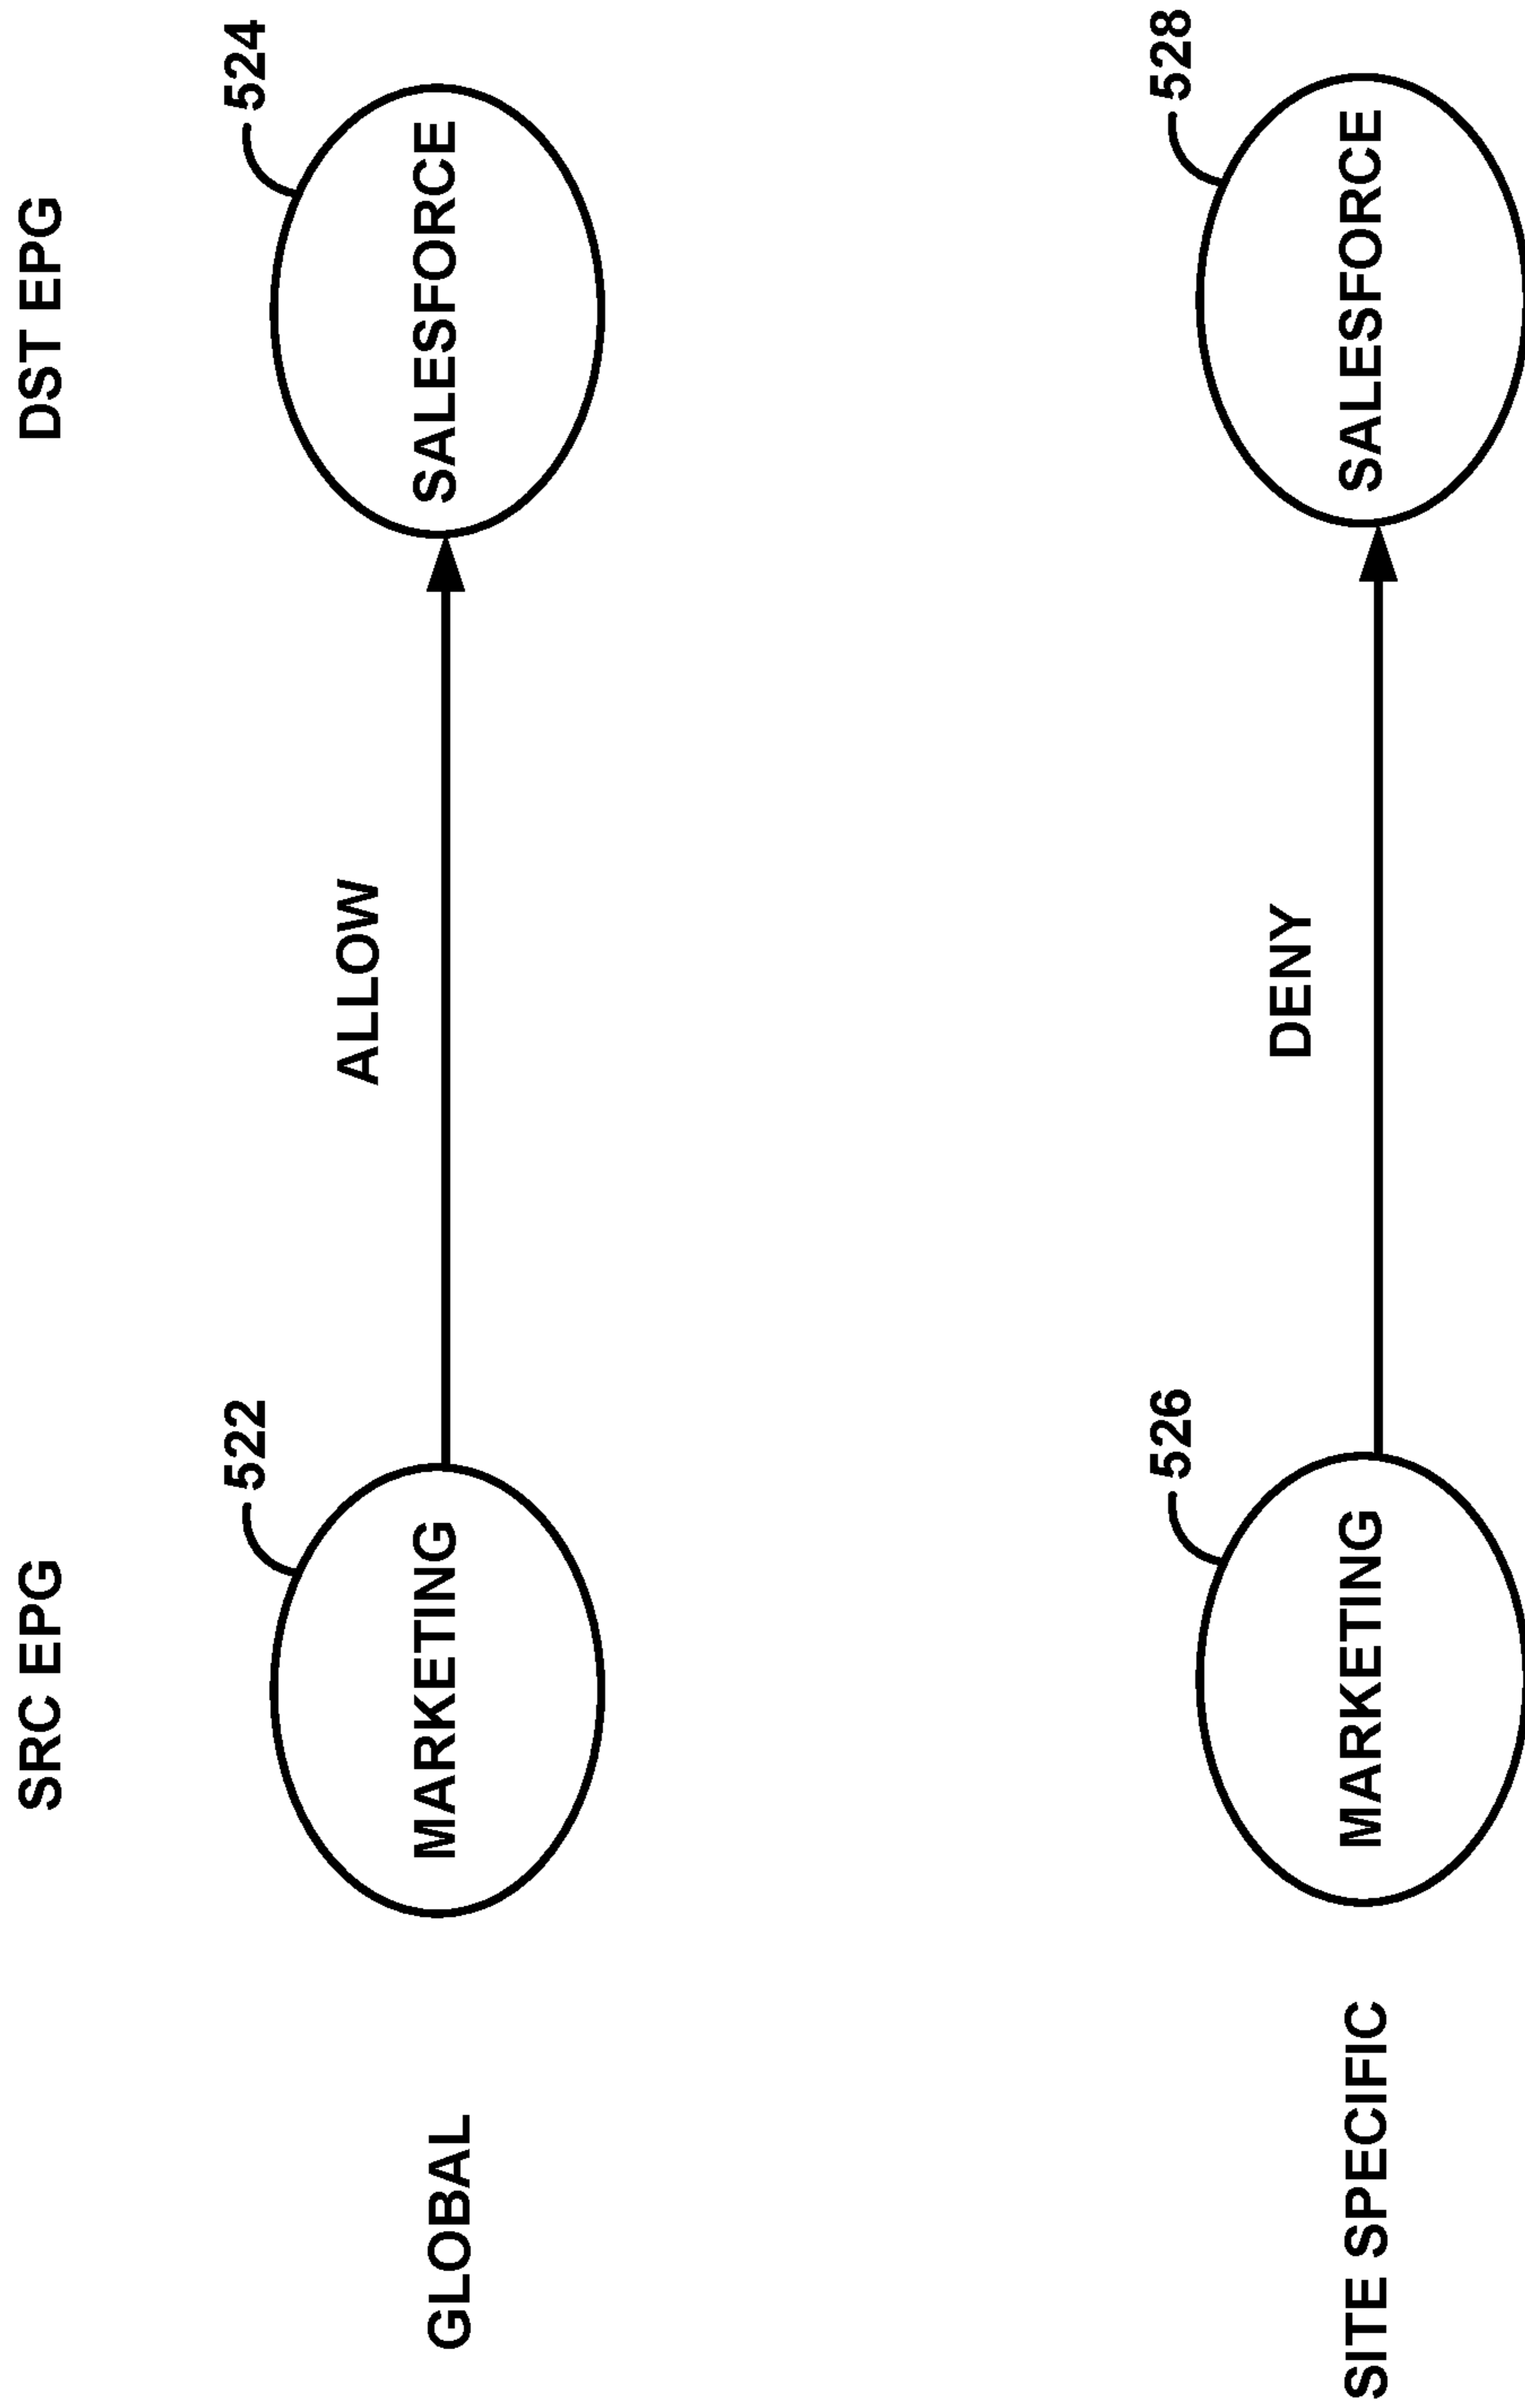 SRC EPG
DST EPG
522
524
ALLOW
GLOBAL
MARKETING
SALESFORCE
526
528
DENY
SITE SPECIFIC
MARKETING
SALESFORCE